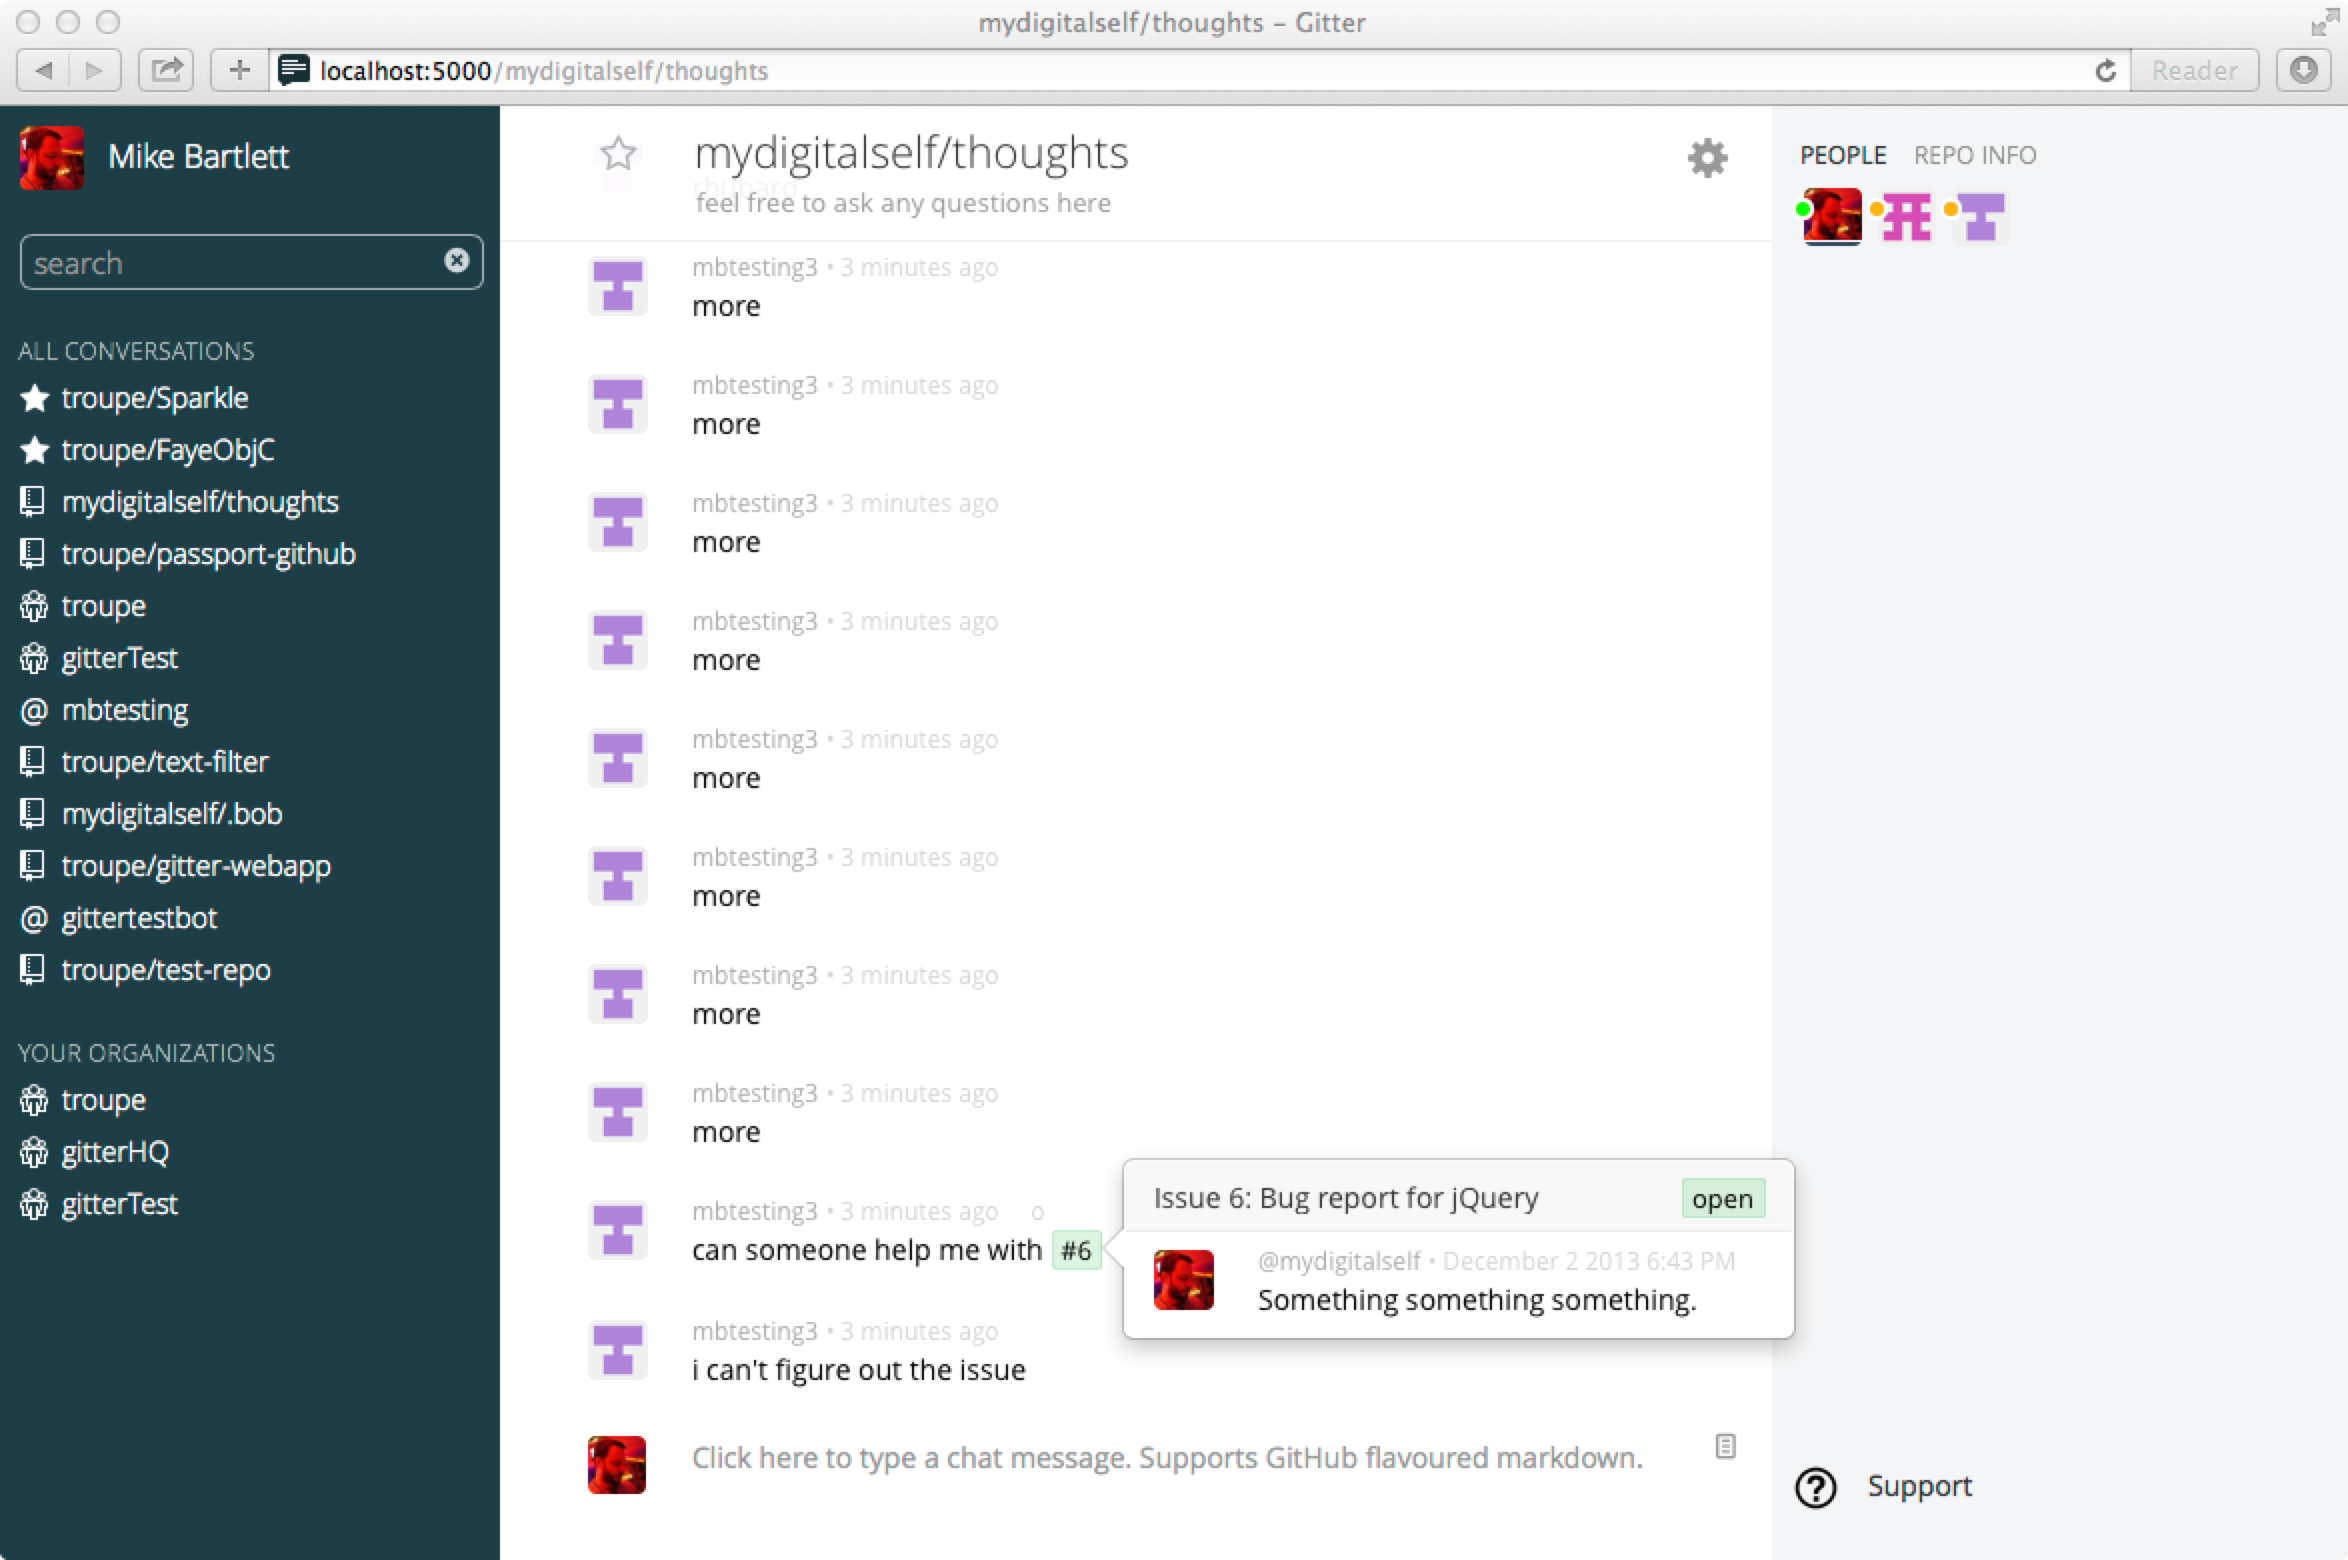 mydigitalself/thoughts – Gitter
localhost:5000/mydigitalself/thoughts
Reader
Mike Bartlett
search
ALL CONVERSATIONS
troupe/Sparkle
troupe/FayeObjC
mydigitalself/thoughts
troupe/passport-github
troupe
gitterTest
@ mbtesting
troupe/text-filter
mydigitalself/.bob
troupe/gitter-webapp
@ gittertestbot
troupe/test-repo
YOUR ORGANIZATIONS
troupe
gitterHQ
gitterTest
mydigitalself/thoughts
rhubard
feel free to ask any questions here
mbtesting3 • 3 minutes ago
more
mbtesting3 • 3 minutes ago
more
mbtesting3 • 3 minutes ago
more
mbtesting3 • 3 minutes ago
more
mbtesting3 • 3 minutes ago
more
mbtesting3 • 3 minutes ago
more
mbtesting3 • 3 minutes ago
more
mbtesting3 • 3 minutes ago
more
mbtesting3 • 3 minutes ago o
can someone help me with #6
Issue 6: Bug report for jQuery open
@mydigitalself • December 2 2013 6:43 PM
Something something something.
mbtesting3 • 3 minutes ago
i can't figure out the issue
Click here to type a chat message. Supports GitHub flavoured markdown.
PEOPLE REPO INFO
? Support